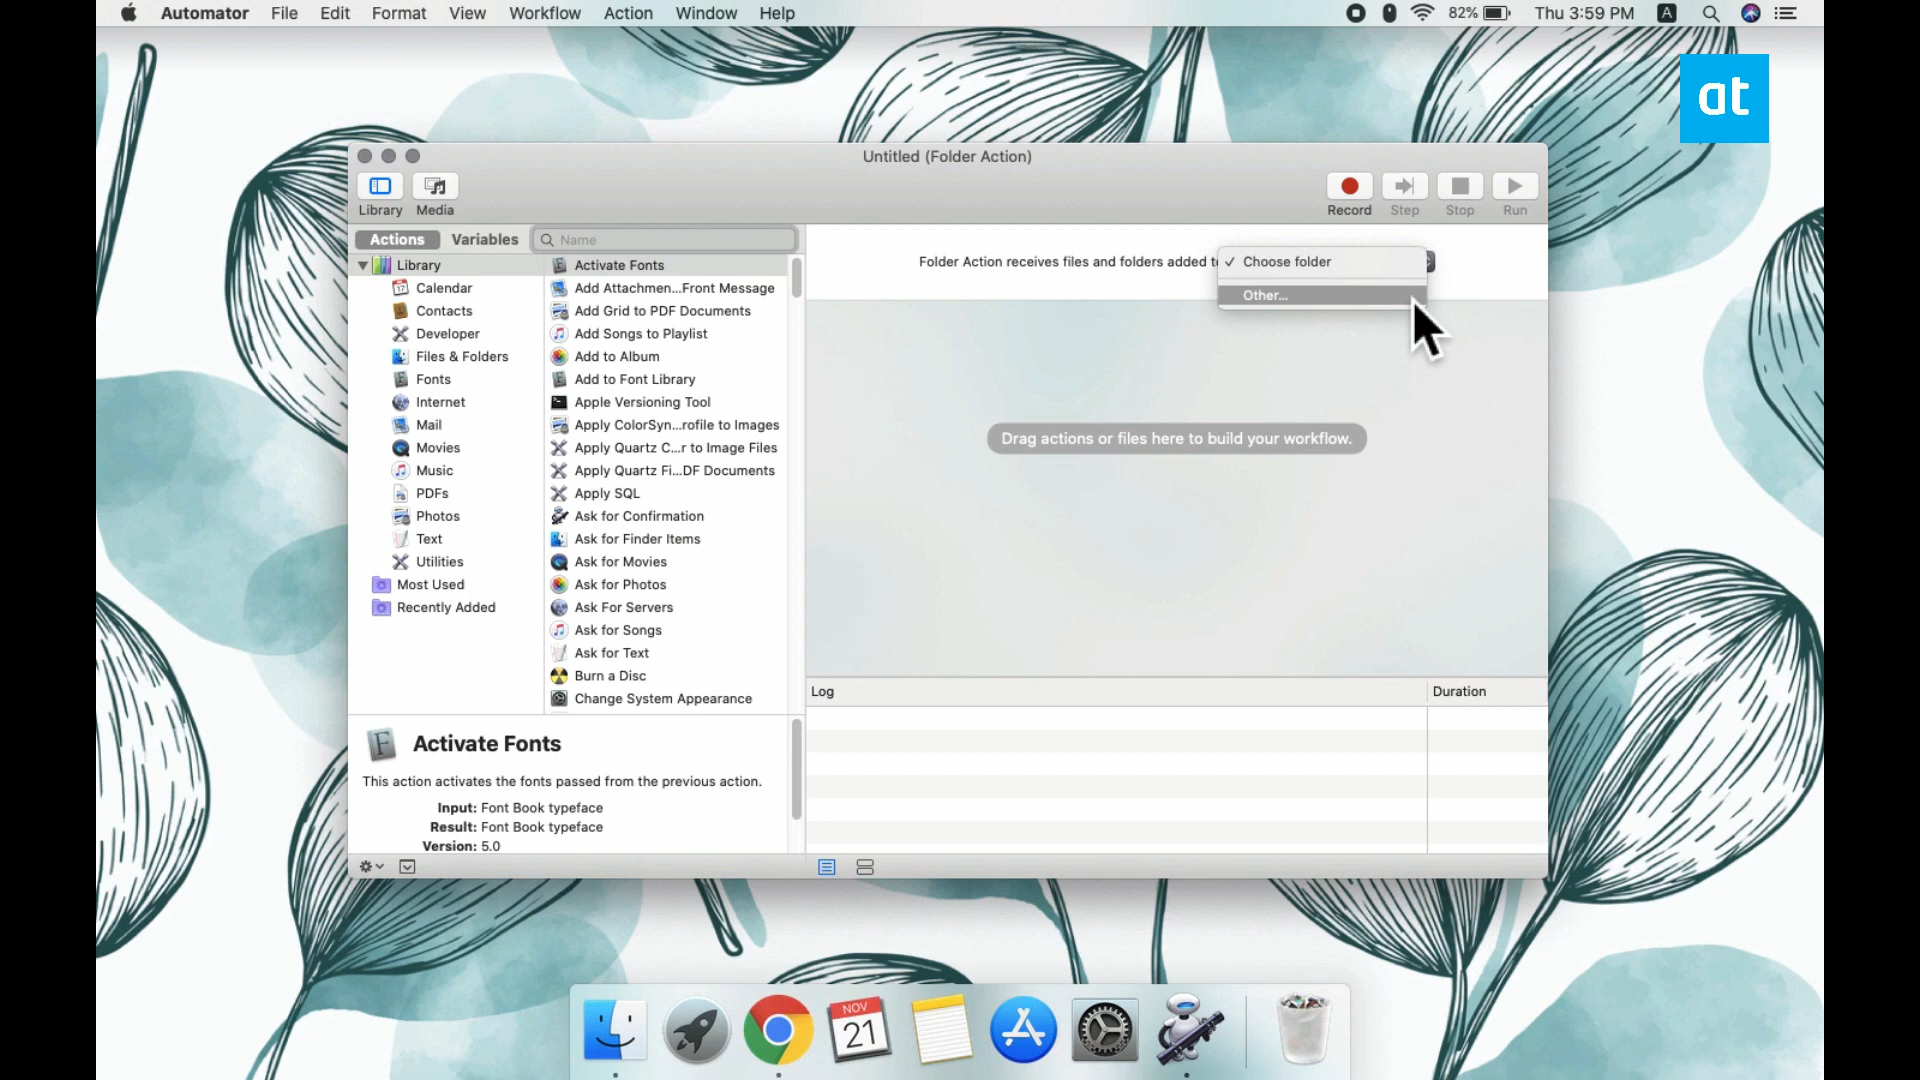 Automator File Edit Format View Workflow Action Window Help
82% Thu 3:59 PM A
at
Untitled (Folder Action)
Library Media
Record Step Stop Run
Actions Variables Name
Folder Action receives files and folders added t
✓ Choose folder
Other...
Library
Calendar
Contacts
Developer
Files & Folders
Fonts
Internet
Mail
Movies
Music
PDFs
Photos
Text
Utilities
Most Used
Recently Added
Activate Fonts
Add Attachmen...Front Message
Add Grid to PDF Documents
Add Songs to Playlist
Add to Album
Add to Font Library
Apple Versioning Tool
Apply ColorSyn...rofile to Images
Apply Quartz C...r to Image Files
Apply Quartz Fi...DF Documents
Apply SQL
Ask for Confirmation
Ask for Finder Items
Ask for Movies
Ask for Photos
Ask For Servers
Ask for Songs
Ask for Text
Burn a Disc
Change System Appearance
Drag actions or files here to build your workflow.
Log Duration
Activate Fonts
This action activates the fonts passed from the previous action.
Input: Font Book typeface
Result: Font Book typeface
Version: 5.0
NOV
21